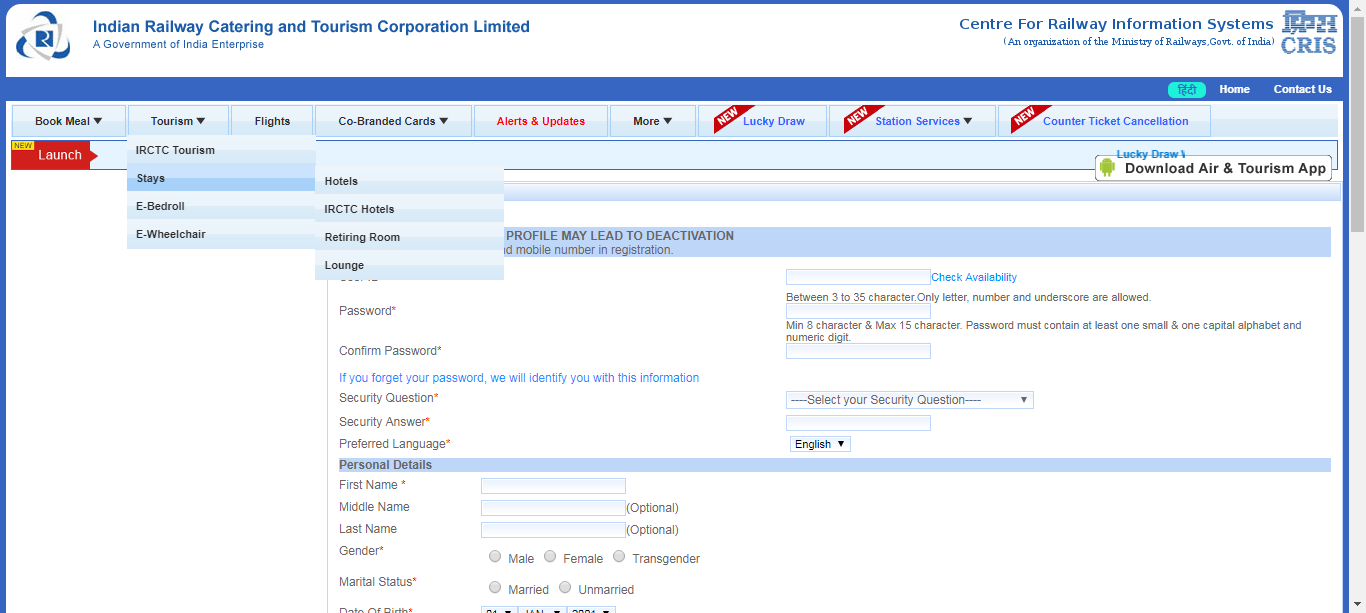 Indian Railway Catering and Tourism Corporation Limited
A Government of India Enterprise
Centre For Railway Information Systems
(An organization of the Ministry of Railways,Govt. of India)
क्रिस
CRIS
हिंदी Home Contact Us
Book Meal ▼ Tourism ▼ Flights Co-Branded Cards ▼ Alerts & Updates More ▼ NEW Lucky Draw NEW Station Services ▼ NEW Counter Ticket Cancellation
NEW
Launch
Lucky Draw
Download Air & Tourism App
IRCTC Tourism
Stays
E-Bedroll
E-Wheelchair
Hotels
IRCTC Hotels
Retiring Room
Lounge
PROFILE MAY LEAD TO DEACTIVATION
mobile number in registration.
Check Availability
Between 3 to 35 character.Only letter, number and underscore are allowed.
Password*
Min 8 character & Max 15 character. Password must contain at least one small & one capital alphabet and
numeric digit.
Confirm Password*
If you forget your password, we will identify you with this information
Security Question* ----Select your Security Question---- ▼
Security Answer*
Preferred Language* English ▼
Personal Details
First Name *
Middle Name (Optional)
Last Name (Optional)
Gender* Male Female Transgender
Marital Status* Married Unmarried
Date Of Birth*